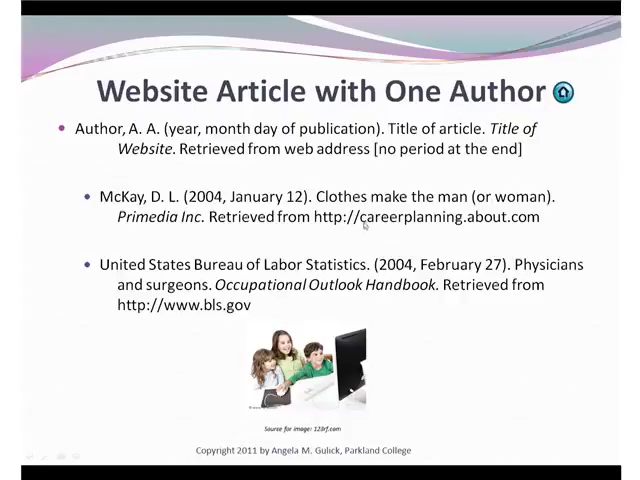 Website Article with One Author
Author, A. A. (year, month day of publication). Title of article. Title of
Website. Retrieved from web address [no period at the end]
McKay, D. L. (2004, January 12). Clothes make the man (or woman).
Primedia Inc. Retrieved from http://careerplanning.about.com
United States Bureau of Labor Statistics. (2004, February 27). Physicians
and surgeons. Occupational Outlook Handbook. Retrieved from
http://www.bls.gov
Source for image: 123rf.com
Copyright 2011 by Angela M. Gulick, Parkland College